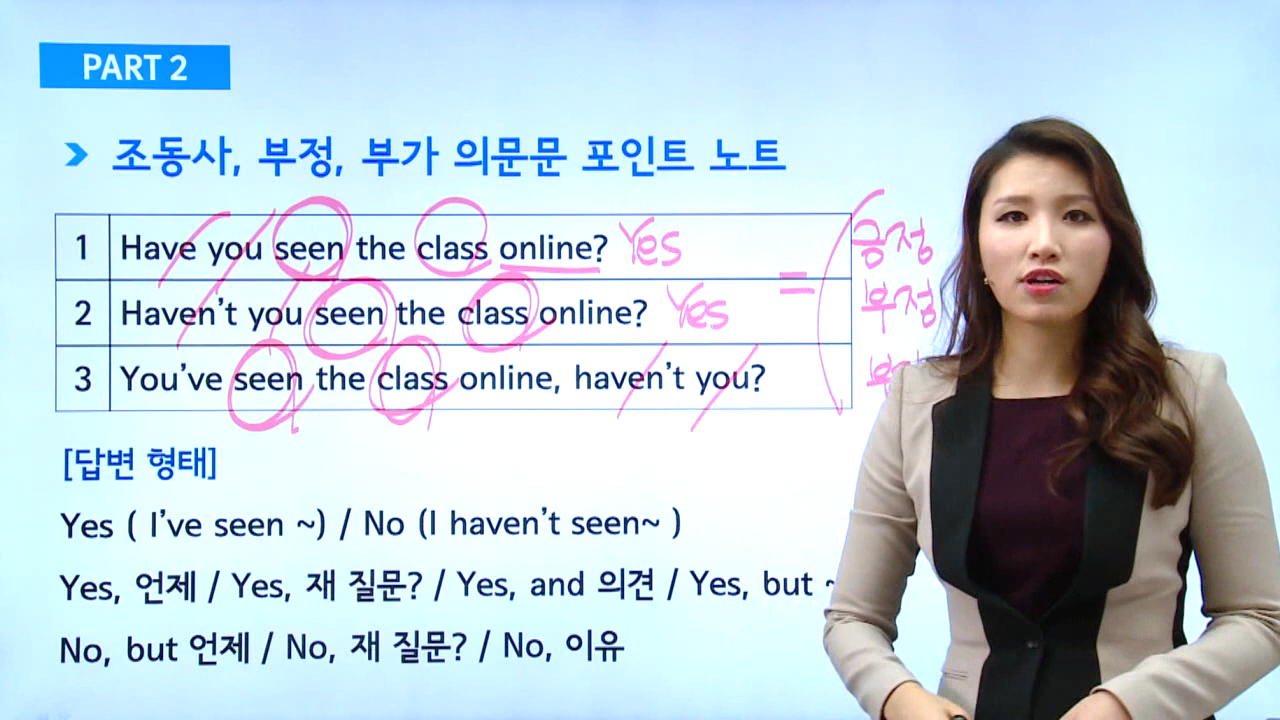 PART 2
조동사, 부정, 부가 의문문 포인트 노트
1 Have you seen the class online? Yes = 긍정
2 Haven't you seen the class online? Yes 부정
3 You've seen the class online, haven't you?
[답변 형태]
Yes ( I've seen ~) / No (I haven't seen~ )
Yes, 언제 / Yes, 재 질문? / Yes, and 의견 / Yes, but ~
No, but 언제 / No, 재 질문? / No, 이유